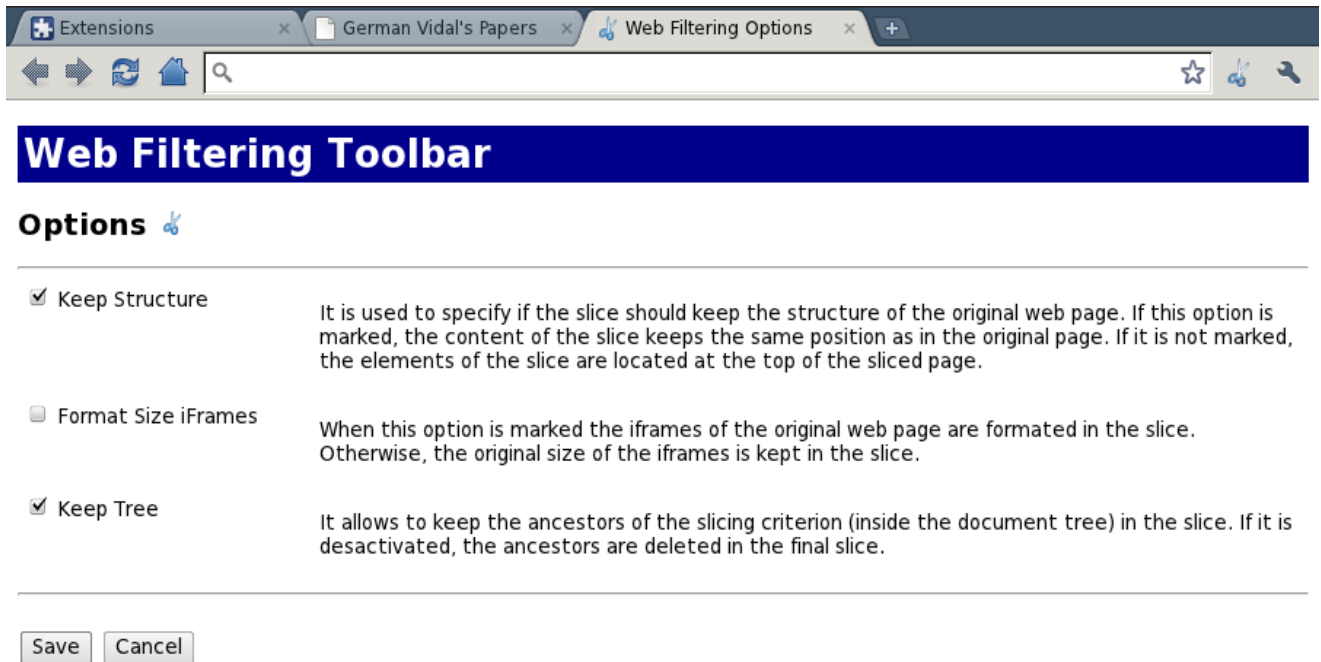 Extensions
German Vidal's Papers
Web Filtering Options
Web Filtering Toolbar
Options
Keep Structure
It is used to specify if the slice should keep the structure of the original web page. If this option is
marked, the content of the slice keeps the same position as in the original page. If it is not marked,
the elements of the slice are located at the top of the sliced page.
Format Size iFrames
When this option is marked the iframes of the original web page are formated in the slice.
Otherwise, the original size of the iframes is kept in the slice.
Keep Tree
It allows to keep the ancestors of the slicing criterion (inside the document tree) in the slice. If it is
desactivated, the ancestors are deleted in the final slice.
Save
Cancel